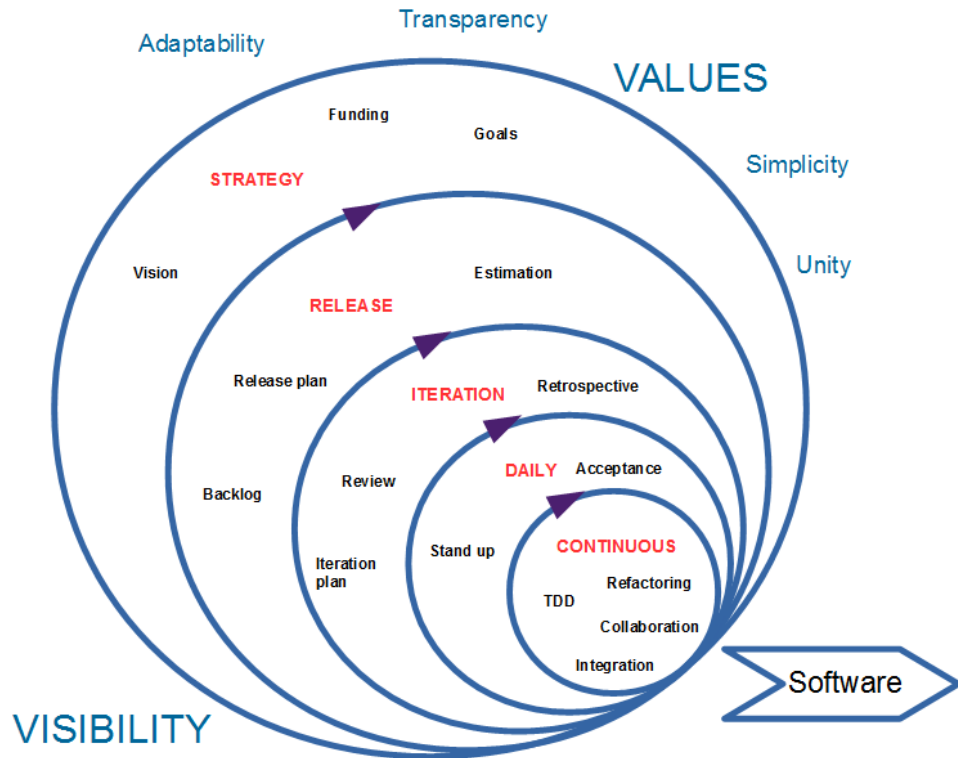 Transparency
Adaptability
VALUES
Funding
Goals
Simplicity
STRATEGY
Vision
Estimation
Unity
RELEASE
Release plan
ITERATION
Retrospective
DAILY
Acceptance
Review
Backlog
Stand up
CONTINUOUS
Iteration
plan
Refactoring
TDD
Collaboration
Integration
Software
VISIBILITY